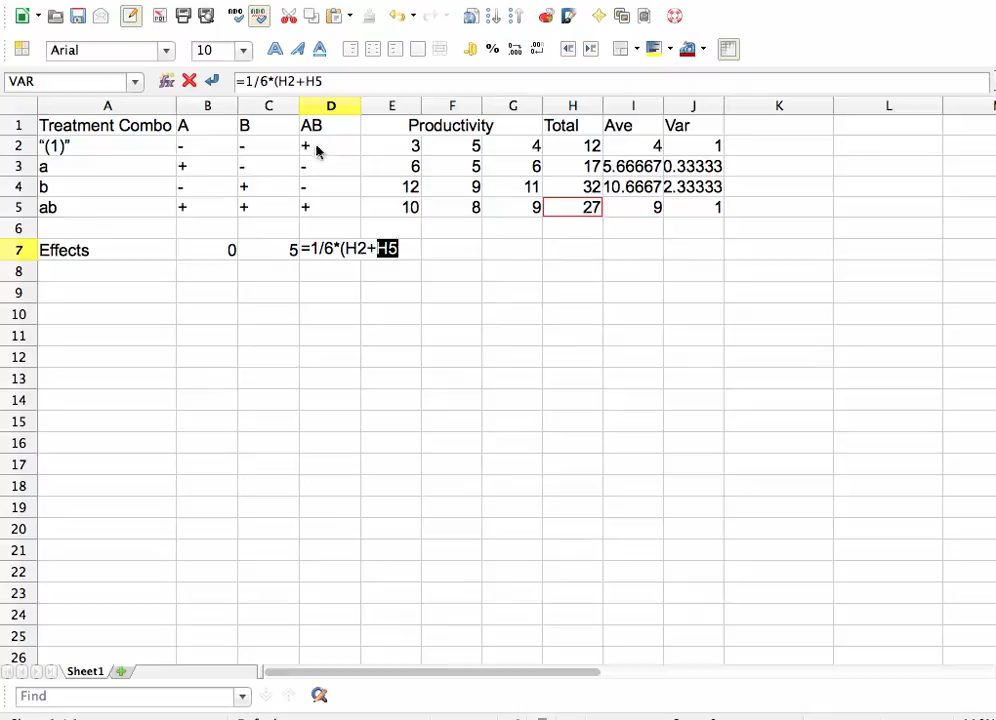 Arial 10 %
VAR =1/6*(H2+H5
A B C D E F G H I J K L
1 Treatment Combo A B AB Productivity Total Ave Var
2 “(1)” - - + 3 5 4 12 4 1
3 a + - - 6 5 6 17 5.66667 0.33333
4 b - + - 12 9 11 32 10.6667 2.33333
5 ab + + + 10 8 9 27 9 1
6
7 Effects 0 5 =1/6*(H2+H5
8
9
10
11
12
13
14
15
16
17
18
19
20
21
22
23
24
25
26
Sheet1
Find